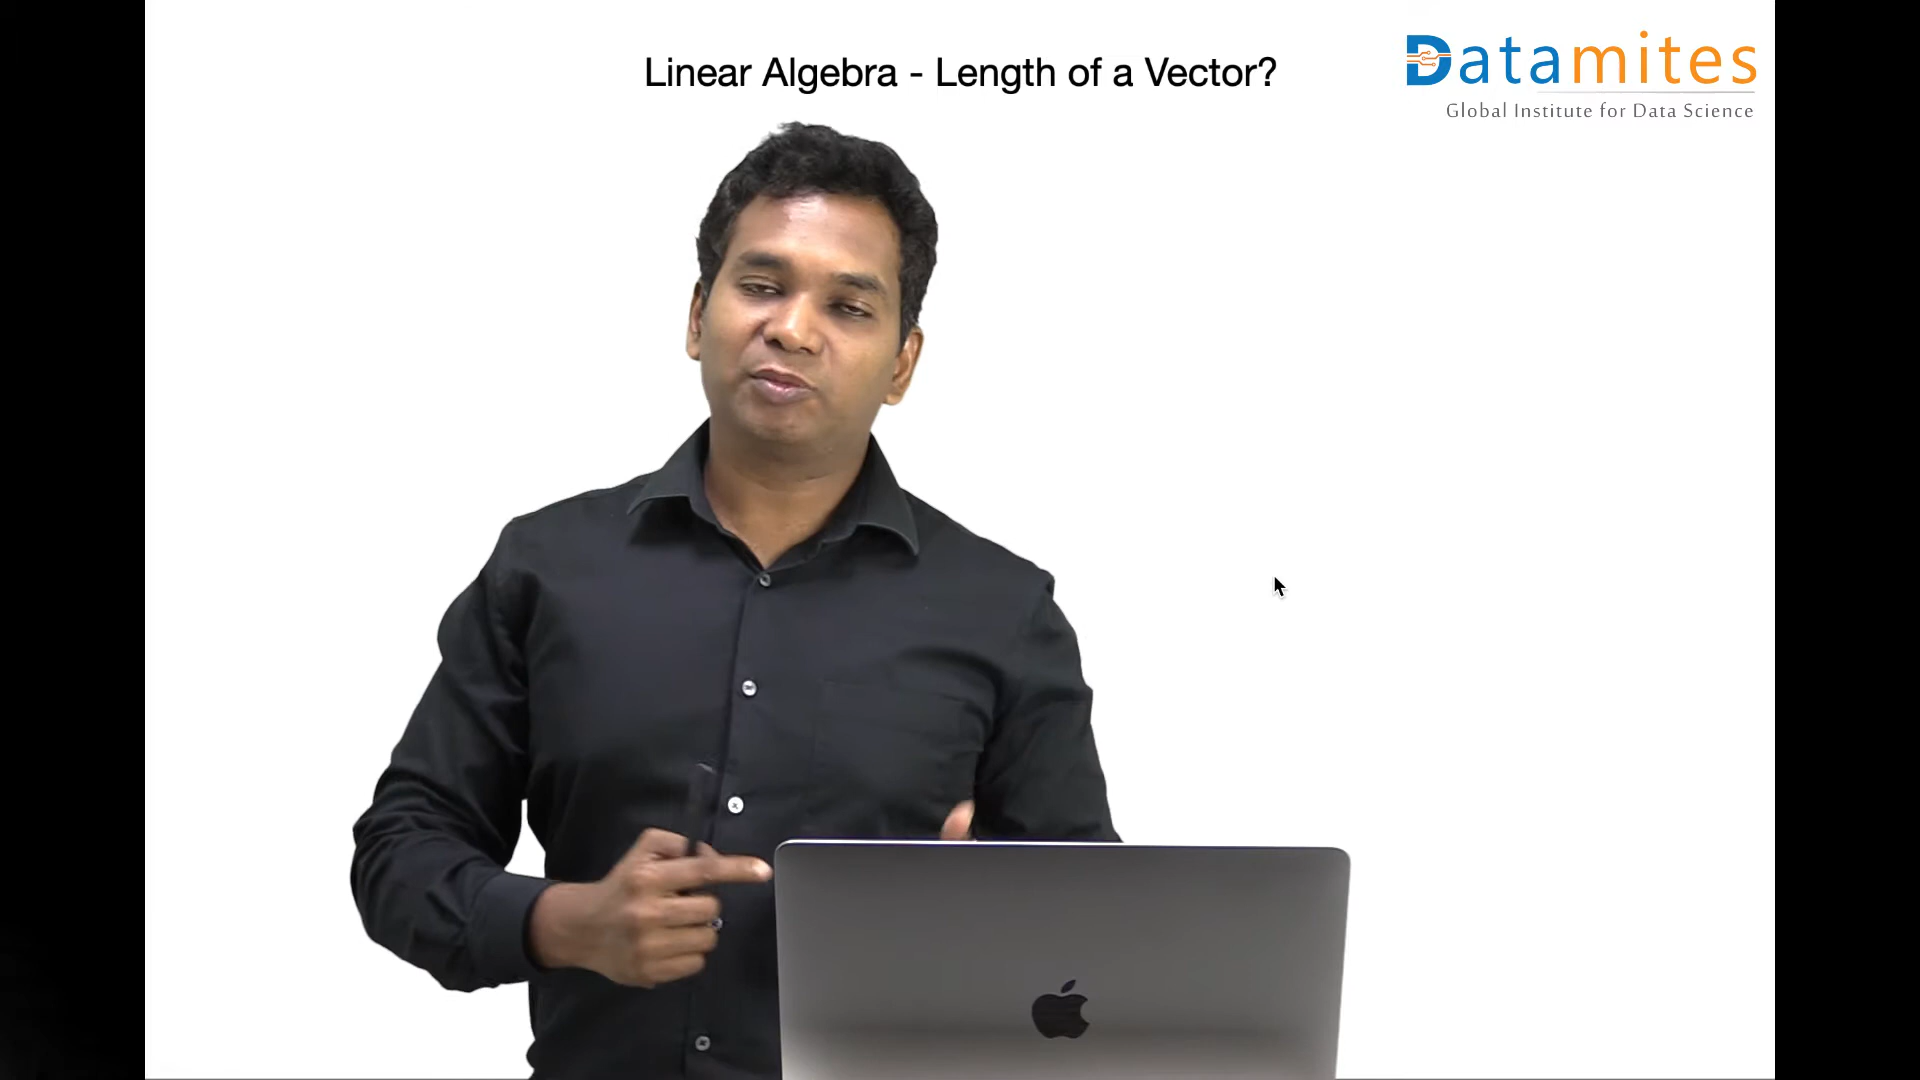 Linear Algebra - Length of a Vector?
Datamites
Global Institute for Data Science